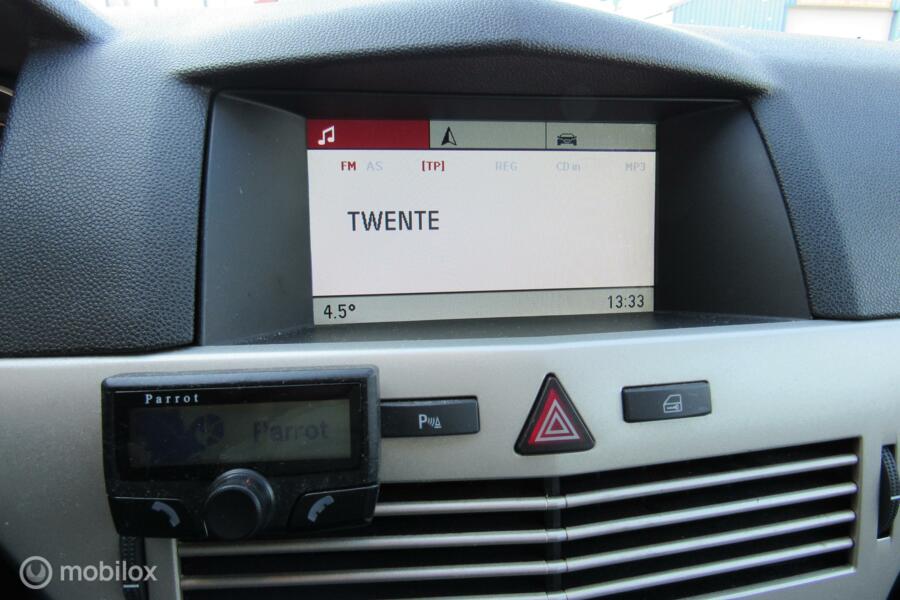 FM AS [TP] REG CD in MP3
TWENTE
4.5° 13:33
Parrot
Parrot
P
mobilox